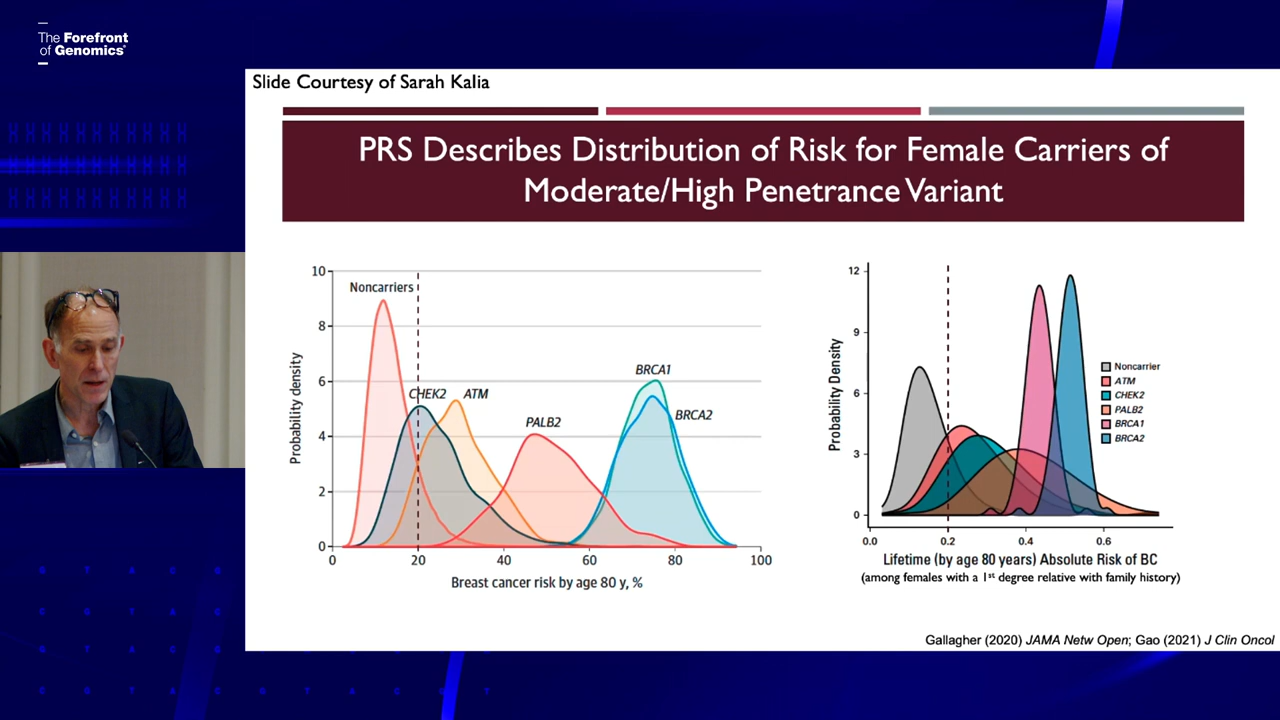 The Forefront
of Genomics®
Slide Courtesy of Sarah Kalia
PRS Describes Distribution of Risk for Female Carriers of
Moderate/High Penetrance Variant
10
8
6
4
2
0
Probability density
Noncarriers
CHEK2
ATM
PALB2
BRCA1
BRCA2
0
20
40
60
80
100
Breast cancer risk by age 80 y, %
12
9
6
3
0
Probability Density
Noncarrier
ATM
CHEK2
PALB2
BRCA1
BRCA2
0.0
0.2
0.4
0.6
Lifetime (by age 80 years) Absolute Risk of BC
(among females with a 1st degree relative with family history)
Gallagher (2020) JAMA Netw Open; Gao (2021) J Clin Oncol
H H H H H H H H H H H
H H H H H H H H H H H
H H H H H H H H H H H
G T A C G
G T A C
G T A C G
G T A C G T A C G T